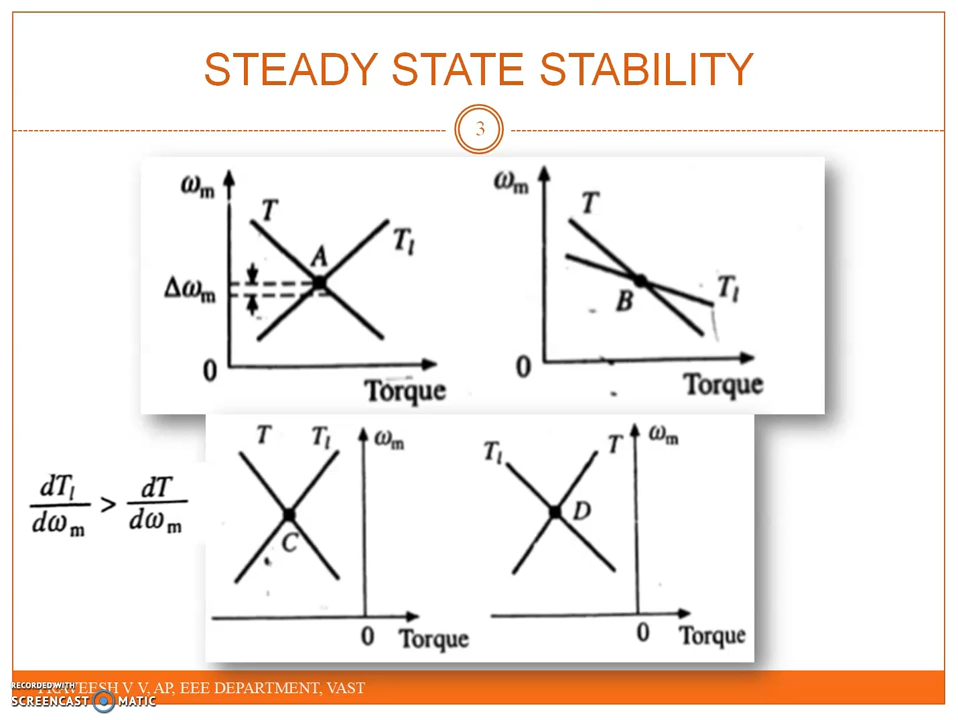 STEADY STATE STABILITY
3
ωm
T
A
Tl
Δωm
0
Torque
ωm
T
B
Tl
0
Torque
T
Tl
ωm
C
0
Torque
Tl
T
ωm
D
0
Torque
dTl/dωm > dT/dωm
V V, AP, EEE DEPARTMENT, VAST
RECORDED WITH
SCREENCAST MATIC